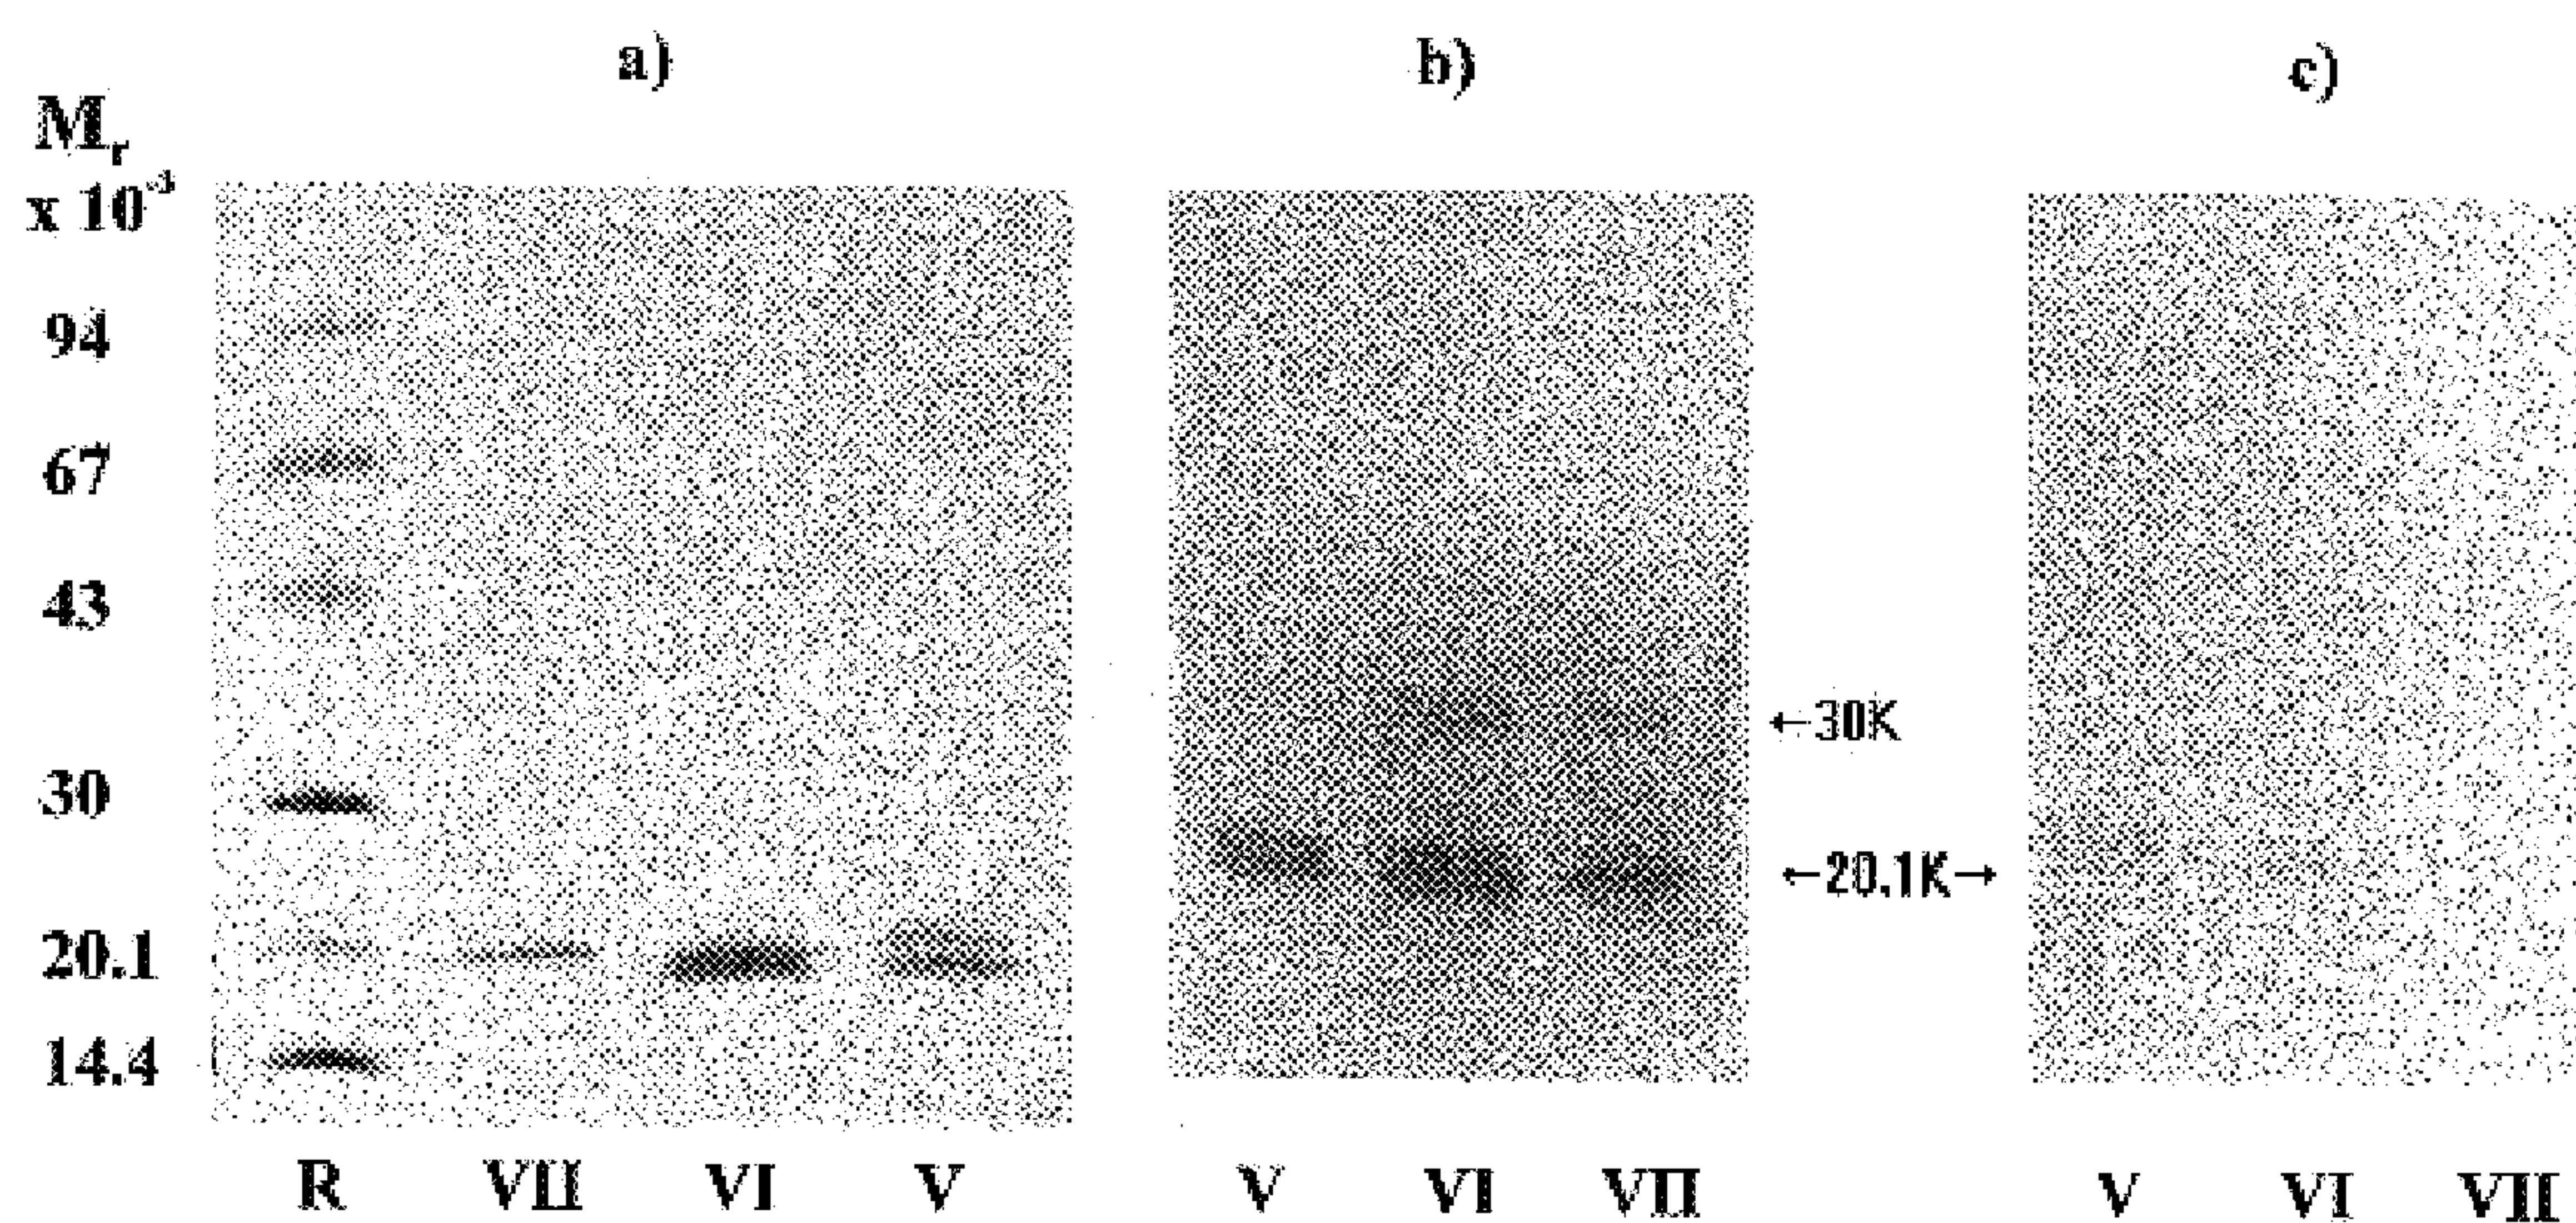 a) b) c)
Mr
x 10-3
94
67
43
←30K
30
←20.1K→
20.1
14.4
R VII VI V V VI VII V VI VII